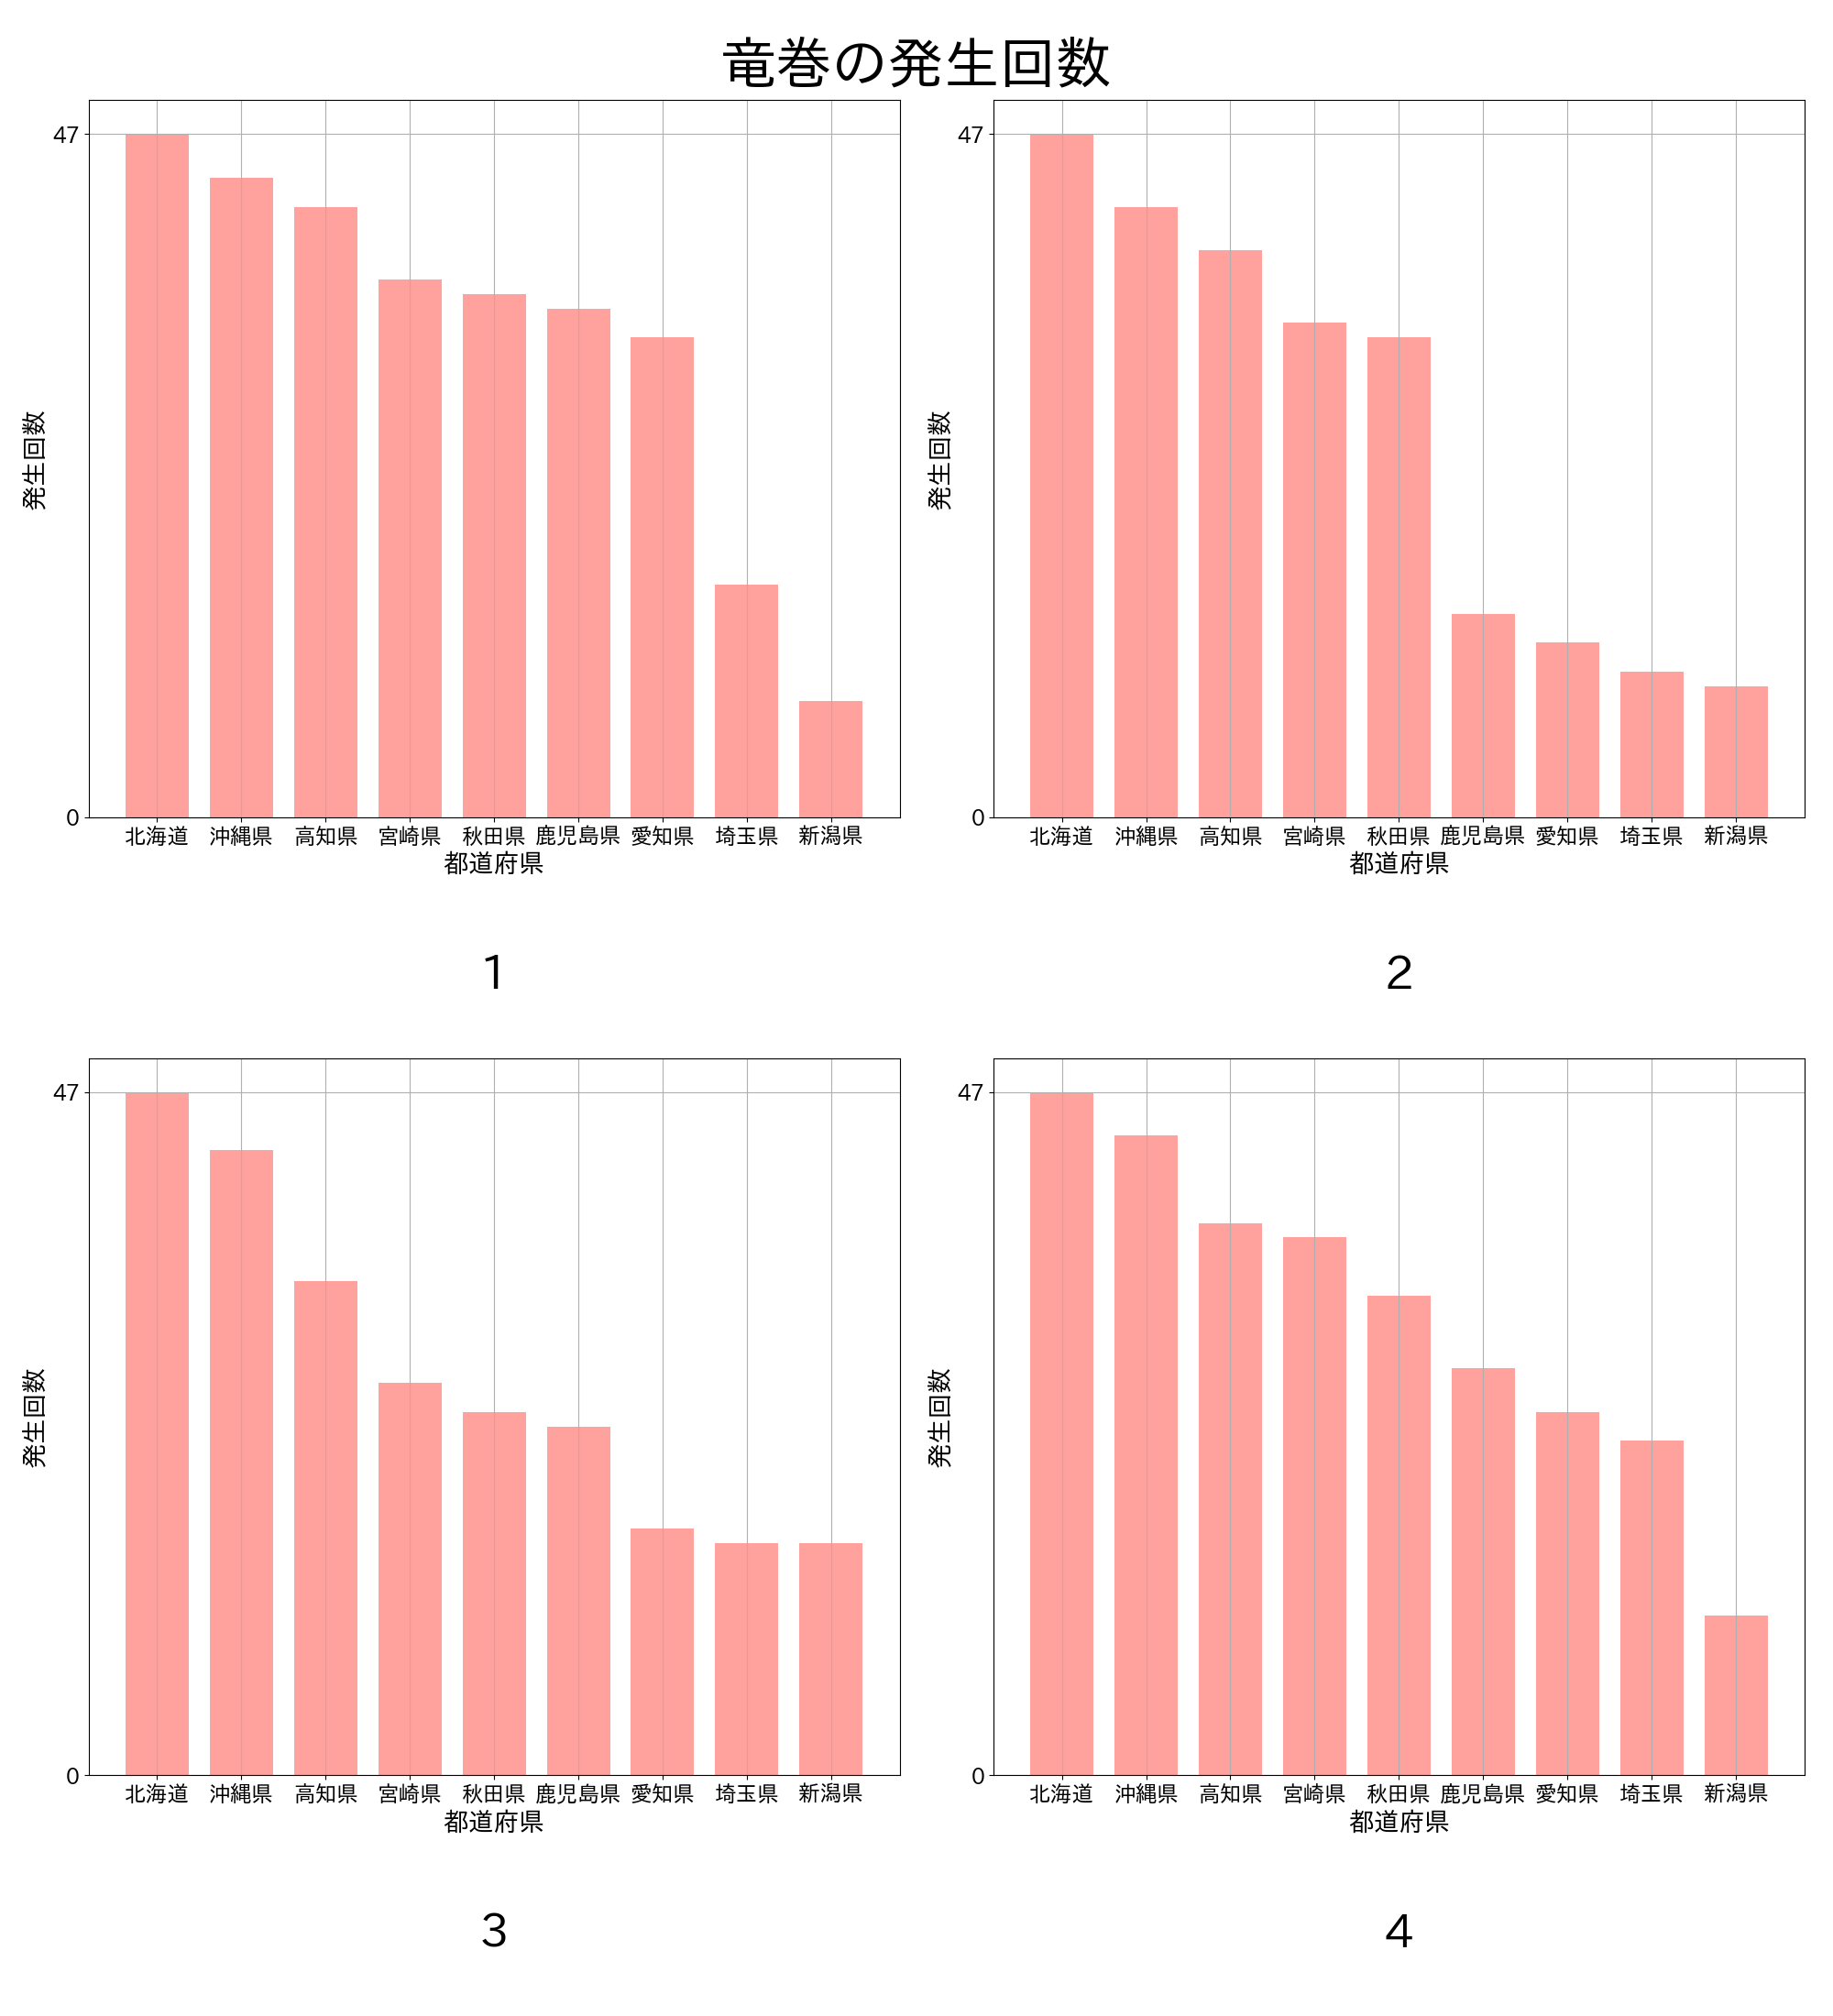 竜巻の発生回数
47
0
発生回数
北海道 沖縄県 高知県 宮崎県 秋田県 鹿児島県 愛知県 埼玉県 新潟県
都道府県
1
47
0
発生回数
北海道 沖縄県 高知県 宮崎県 秋田県 鹿児島県 愛知県 埼玉県 新潟県
都道府県
2
47
0
発生回数
北海道 沖縄県 高知県 宮崎県 秋田県 鹿児島県 愛知県 埼玉県 新潟県
都道府県
3
47
0
発生回数
北海道 沖縄県 高知県 宮崎県 秋田県 鹿児島県 愛知県 埼玉県 新潟県
都道府県
4